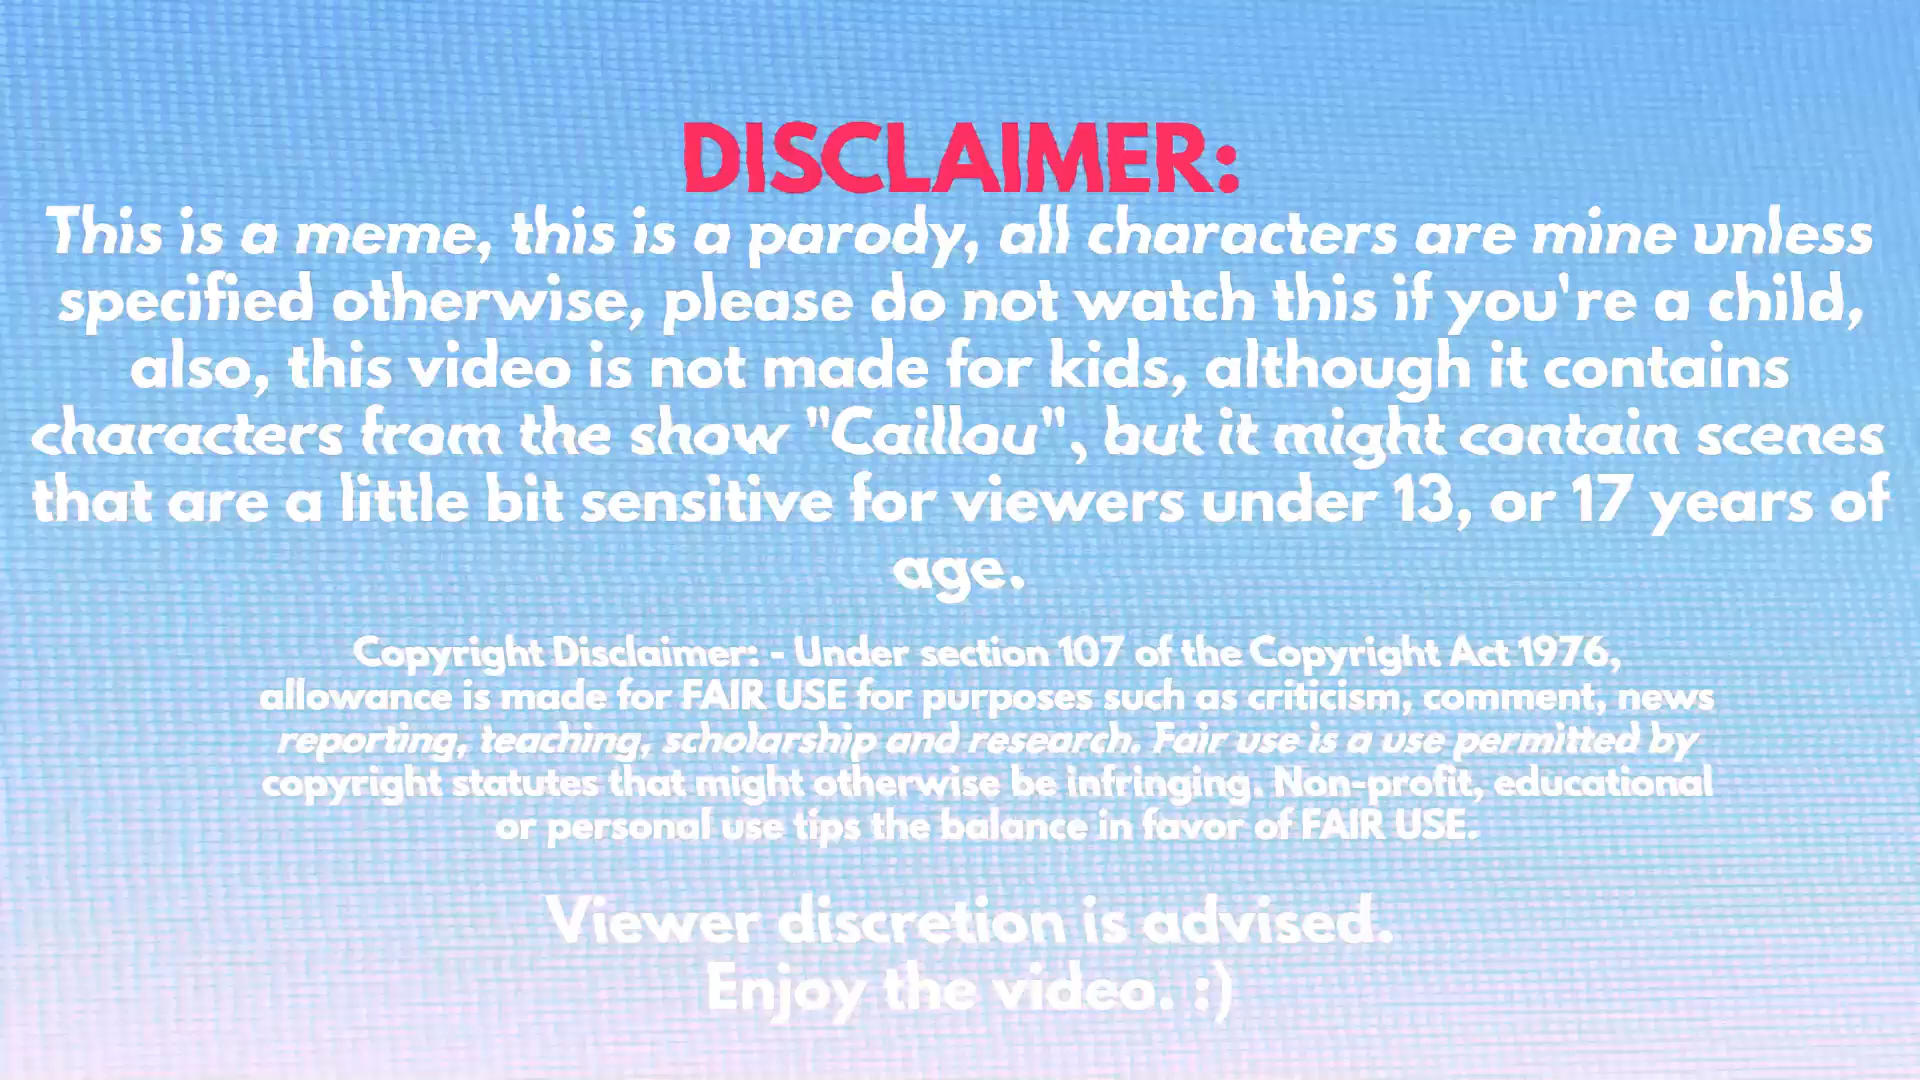 DISCLAIMER:
This is a meme, this is a parody, all characters are mine unless
specified otherwise, please do not watch this if you're a child,
also, this video is not made for kids, although it contains
characters from the show "Caillou", but it might contain scenes
that are a little bit sensitive for viewers under 13, or 17 years of
age.
Copyright Disclaimer: - Under section 107 of the Copyright Act 1976,
allowance is made for FAIR USE for purposes such as criticism, comment, news
reporting, teaching, scholarship and research. Fair use is a use permitted by
copyright statutes that might otherwise be infringing. Non-profit, educational
or personal use tips the balance in favor of FAIR USE.
Viewer discretion is advised.
Enjoy the video. :)